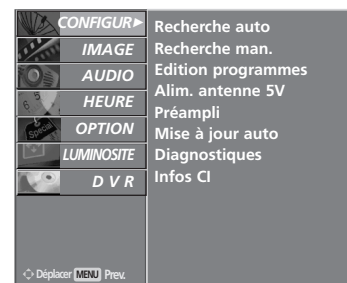 CONFIGUR►
IMAGE
AUDIO
HEURE
OPTION
LUMINOSITE
D V R
Déplacer MENU Prev.
Recherche auto
Recherche man.
Edition programmes
Alim. antenne 5V
Préampli
Mise à jour auto
Diagnostiques
Infos CI